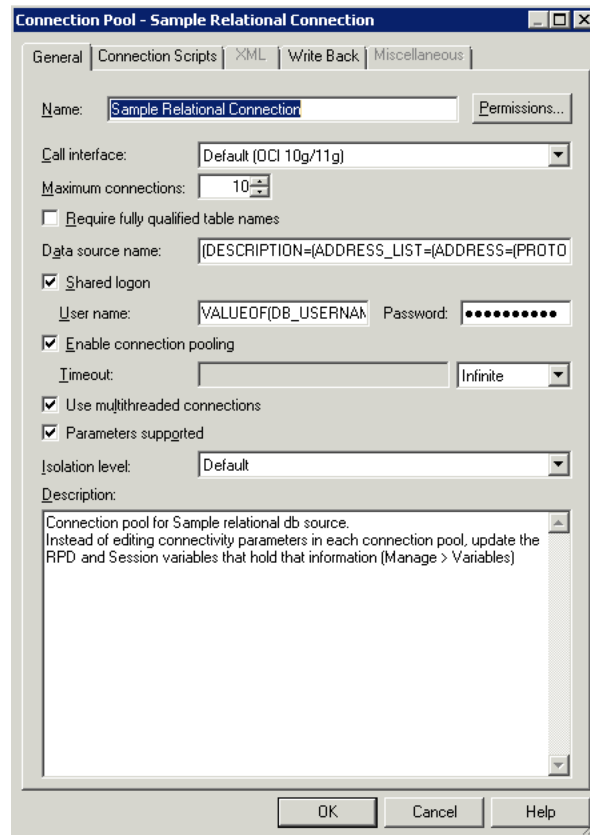 Connection Pool - Sample Relational Connection
General Connection Scripts XML Write Back Miscellaneous
Name: Sample Relational Connection Permissions...
Call interface: Default (OCI 10g/11g)
Maximum connections: 10
Require fully qualified table names
Data source name: (DESCRIPTION=(ADDRESS_LIST=(ADDRESS=(PROTO
Shared logon
User name: VALUEOF(DB_USERNAM Password: ●●●●●●●●●●
Enable connection pooling
Timeout: Infinite
Use multithreaded connections
Parameters supported
Isolation level: Default
Description:
Connection pool for Sample relational db source.
Instead of editing connectivity parameters in each connection pool, update the
RPD and Session variables that hold that information (Manage > Variables)
OK Cancel Help